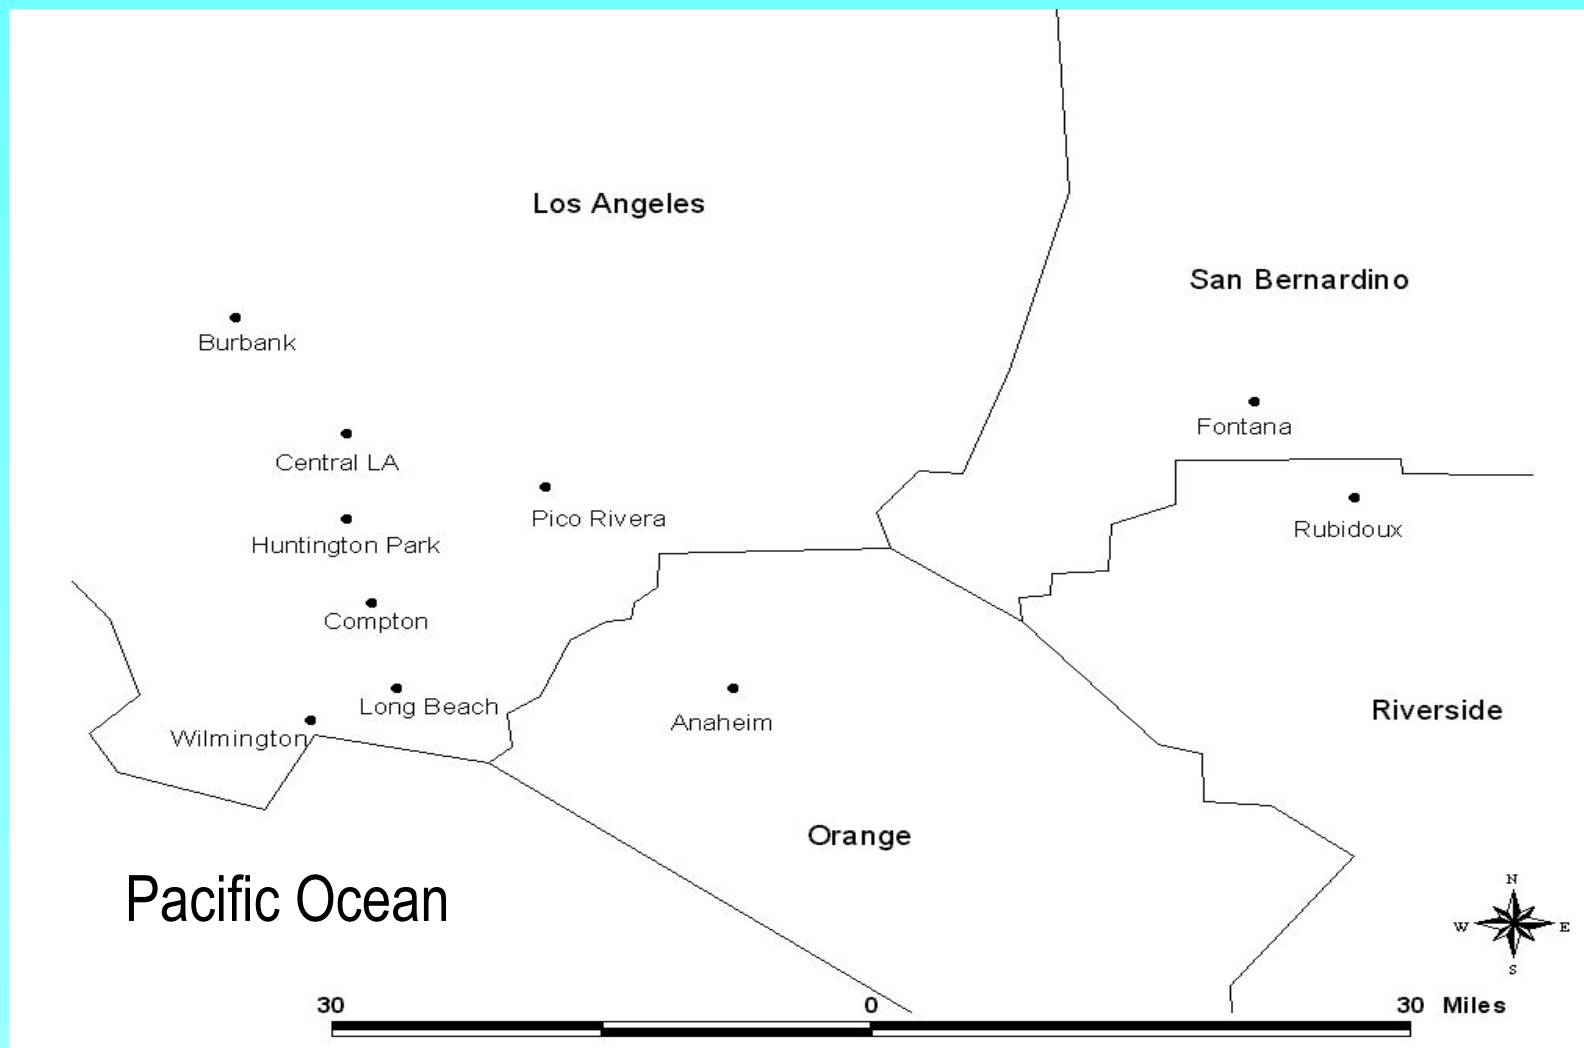 Los Angeles
San Bernardino
Burbank
Fontana
Central LA
Pico Rivera
Rubidoux
Huntington Park
Compton
Long Beach
Riverside
Anaheim
Wilmington
Orange
Pacific Ocean
N
W E
S
30 0 30 Miles